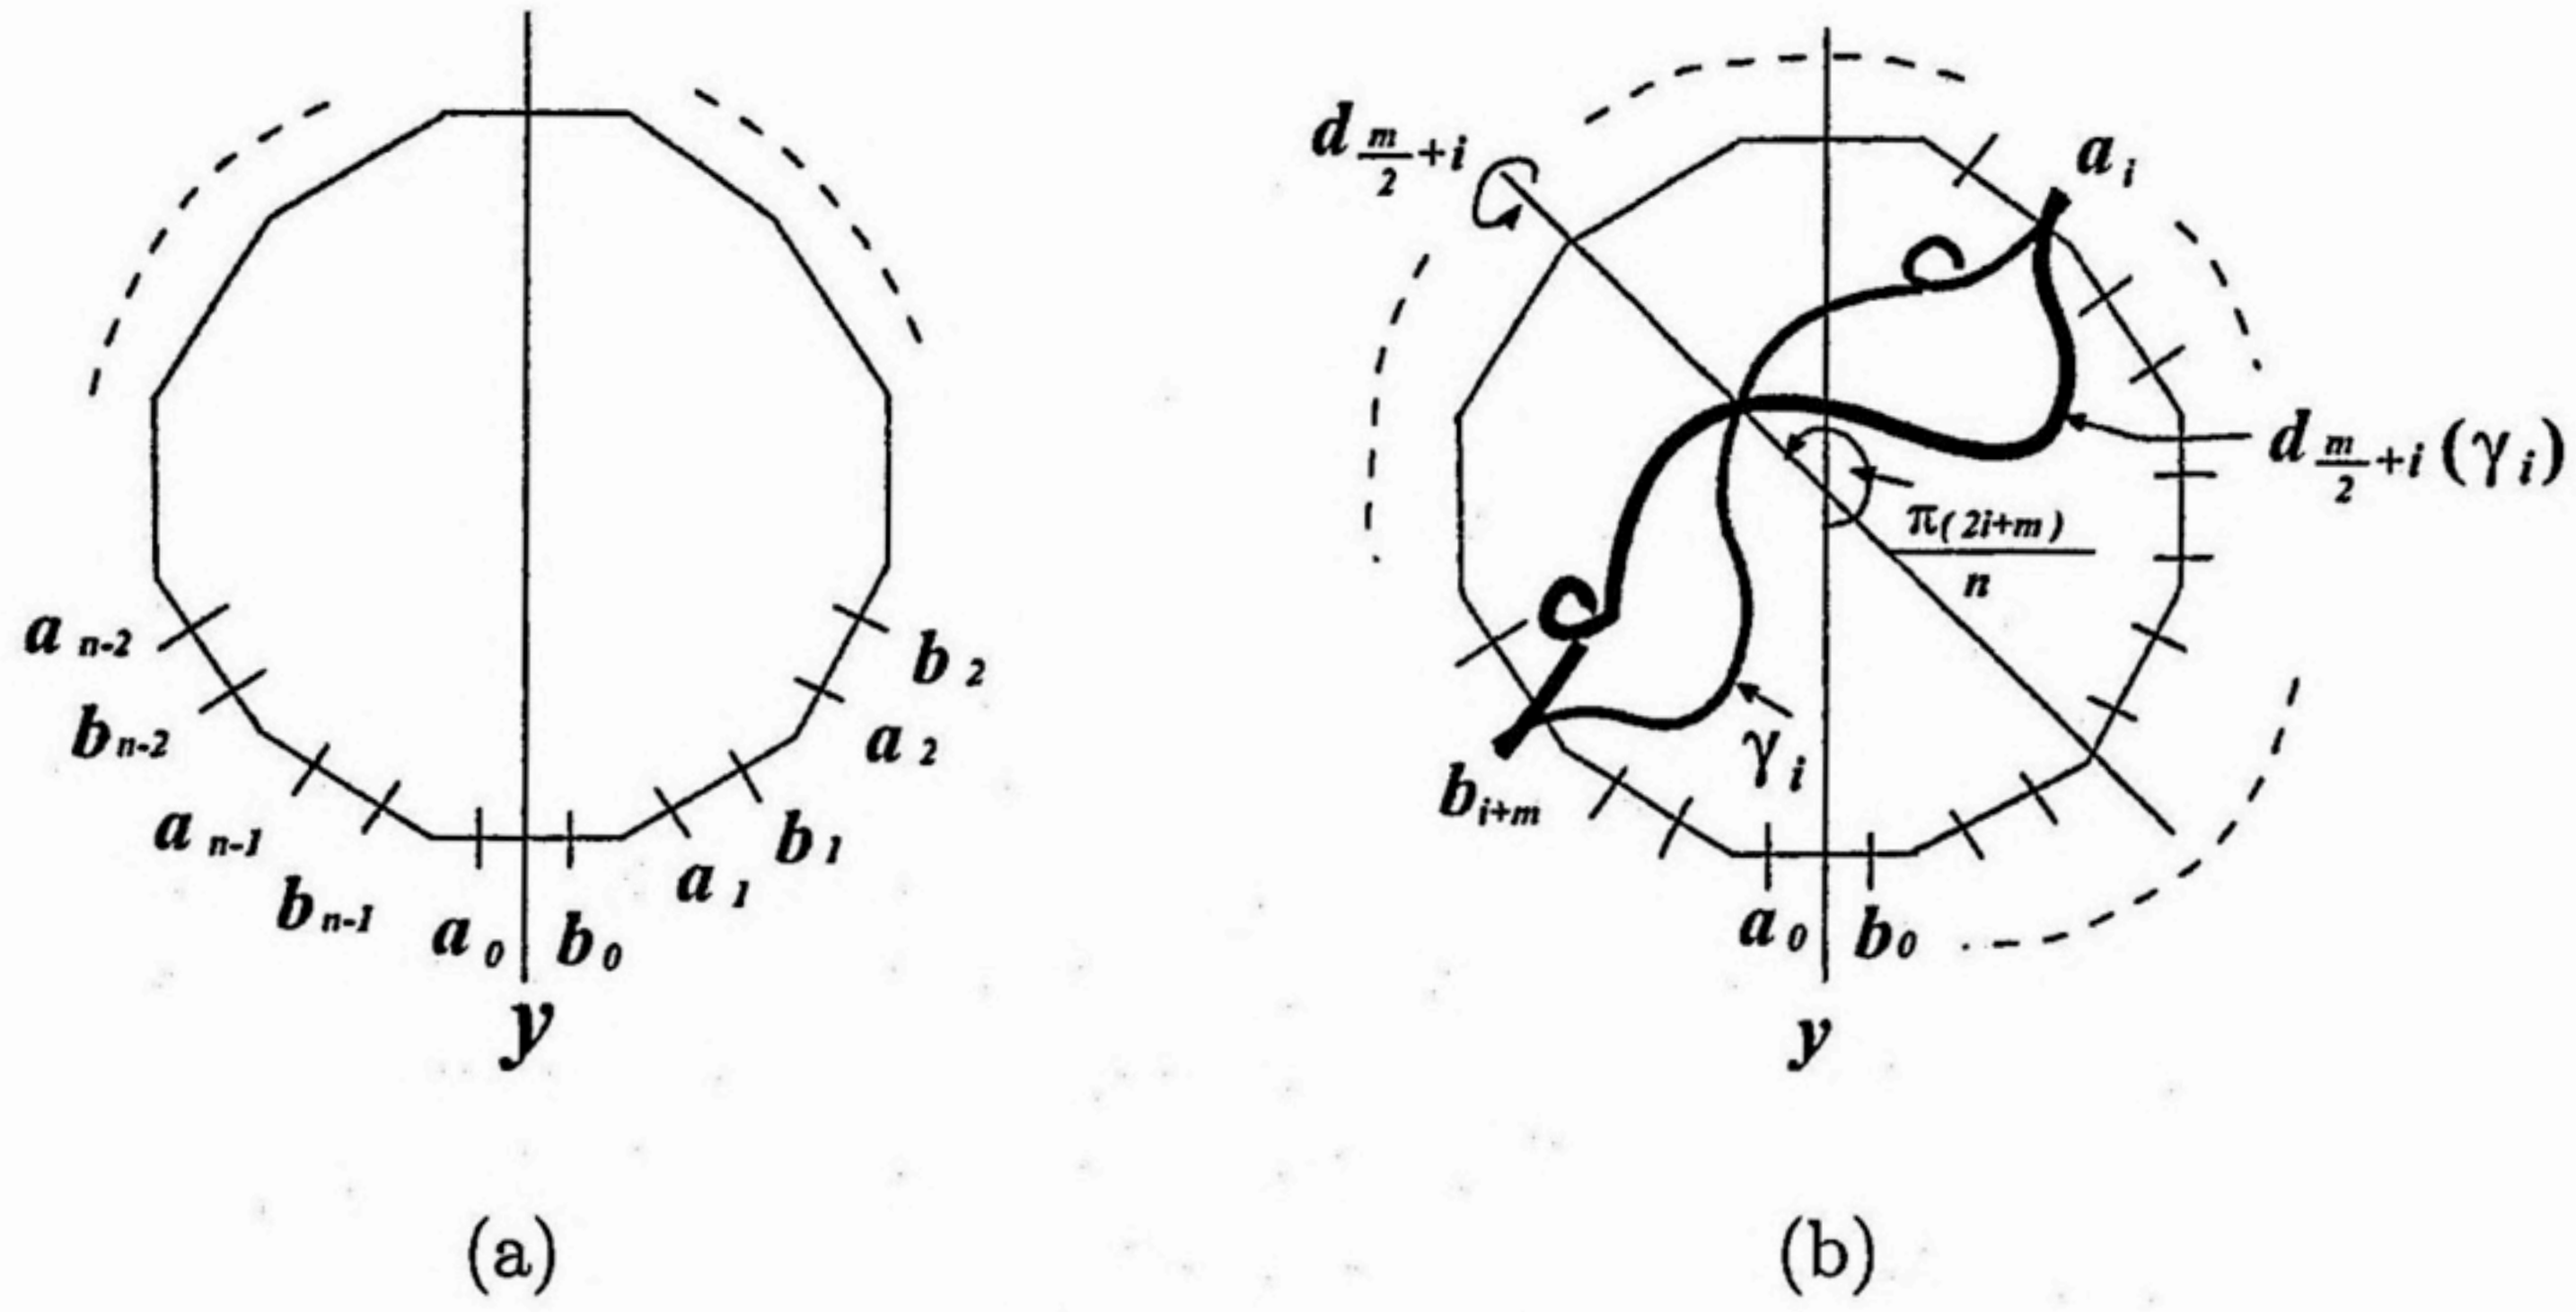 a n-2
b n-2
a n-1
b n-1
a 0
b 0
a 1
b 1
a 2
b 2
y
(a)
d m/2 +i
a i
d m/2 +i (γ i)
π(2i+m)
n
γ i
b i+m
a 0
b 0
y
(b)